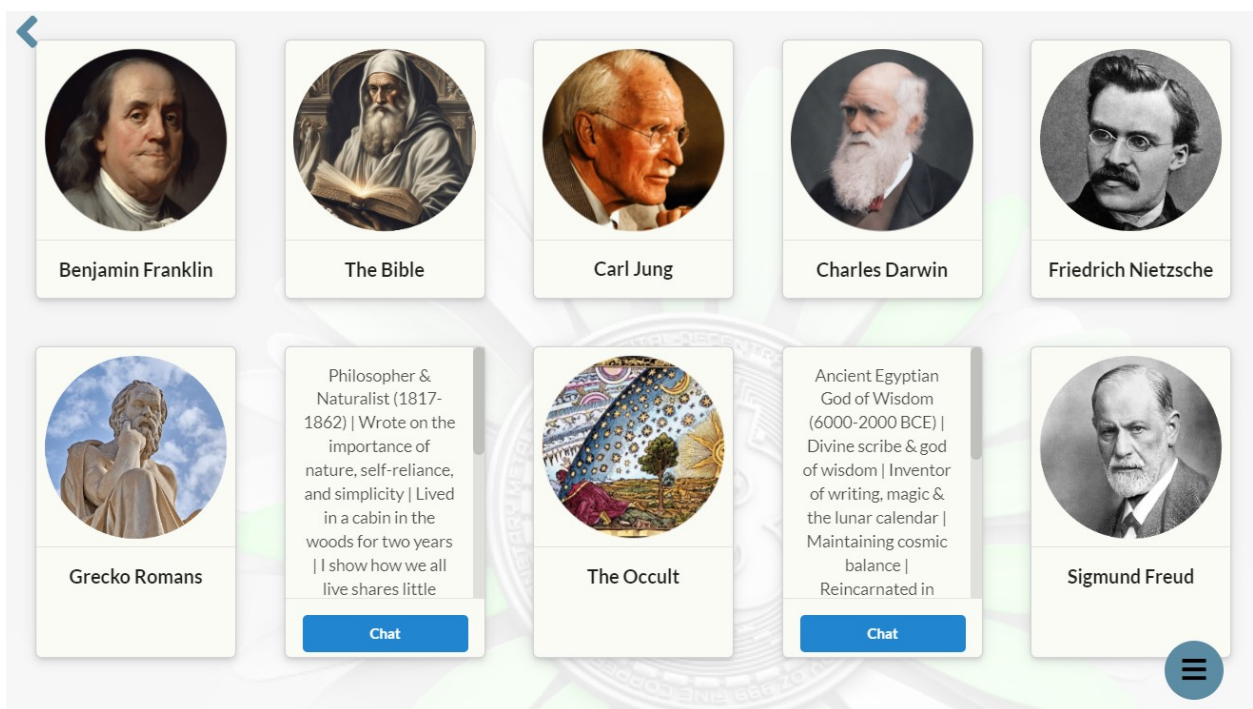 Benjamin Franklin
The Bible
Carl Jung
Charles Darwin
Friedrich Nietzsche
Grecko Romans
Philosopher &
Naturalist (1817-
1862) | Wrote on the
importance of
nature, self-reliance,
and simplicity | Lived
in a cabin in the
woods for two years
| I show how we all
live shares little
Chat
The Occult
Ancient Egyptian
God of Wisdom
(6000-2000 BCE) |
Divine scribe & god
of wisdom | Inventor
of writing, magic &
the lunar calendar |
Maintaining cosmic
balance |
Reincarnated in
Chat
Sigmund Freud